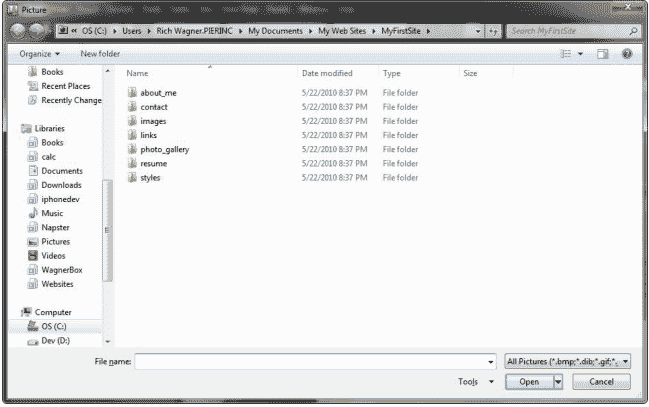 Picture
« OS (C:) ▸ Users ▸ Rich Wagner.PIERINC ▸ My Documents ▸ My Web Sites ▸ MyFirstSite ▸
Search MyFirstSite
Organize ▾ New folder
Name Date modified Type Size
Books
Recent Places
Recently Change
Libraries
Books
calc
Documents
Downloads
iphonedev
Music
Napster
Pictures
Videos
WagnerBox
Websites
Computer
OS (C:)
Dev (D:)
about_me 5/22/2010 8:37 PM File folder
contact 5/22/2010 8:37 PM File folder
images 5/22/2010 8:37 PM File folder
links 5/22/2010 8:37 PM File folder
photo_gallery 5/22/2010 8:37 PM File folder
resume 5/22/2010 8:37 PM File folder
styles 5/22/2010 8:37 PM File folder
File name:
All Pictures (*.bmp;*.dib;*.gif;*.
Tools ▾ Open Cancel